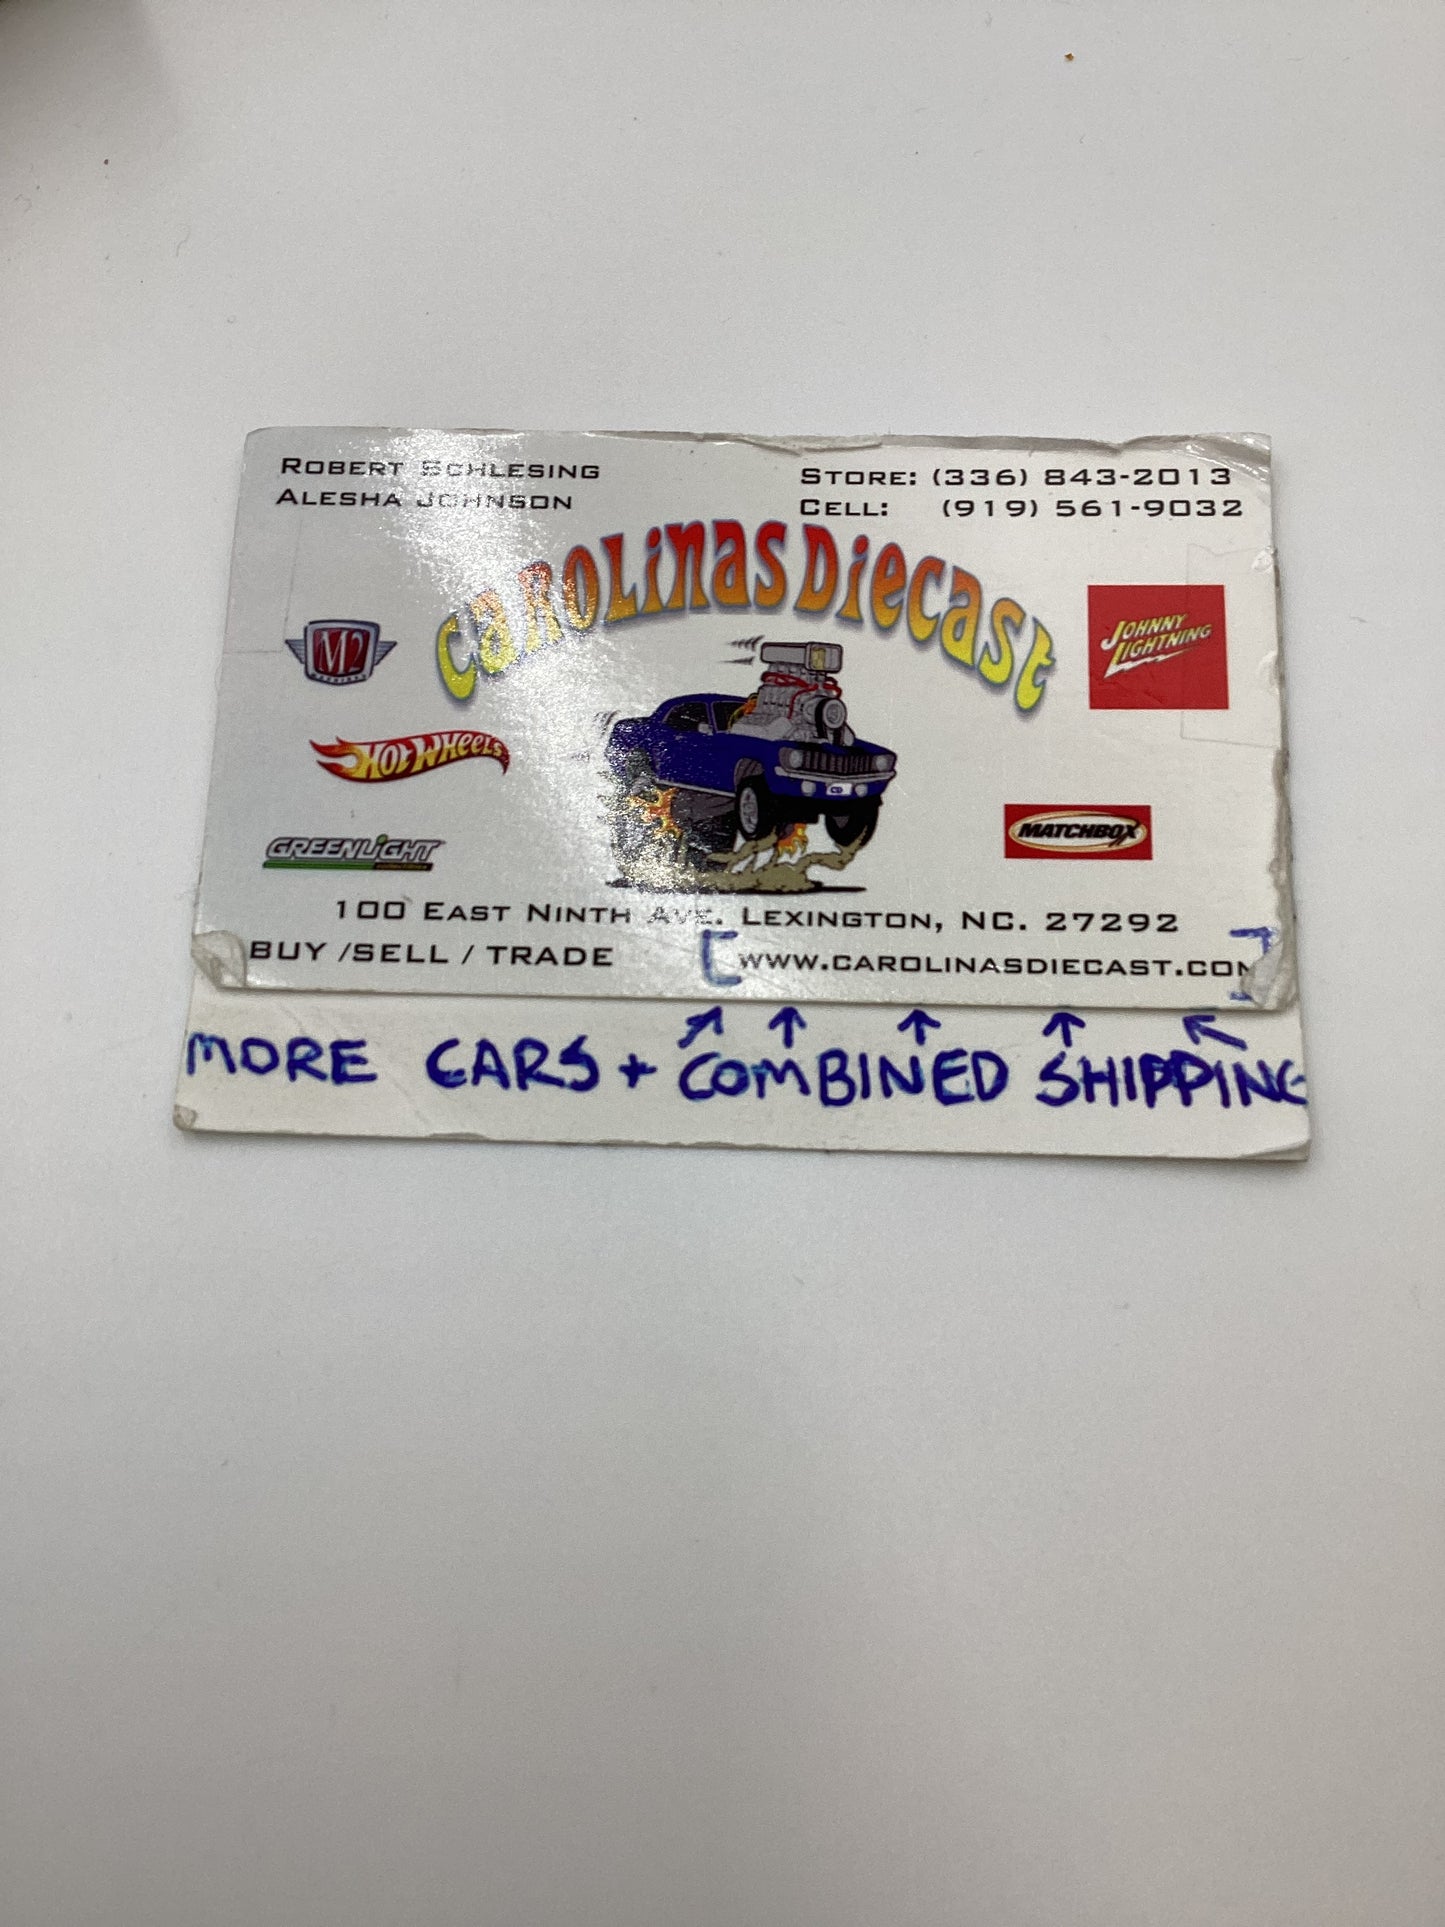 Robert Schlesing
Alesha Johnson
Store: (336) 843-2013
Cell: (919) 561-9032
Carolinas Diecast
M2
Johnny Lightning
Hot Wheels
Greenlight
Matchbox
CD
100 East Ninth Ave. Lexington, NC. 27292
BUY /SELL / TRADE
www.carolinasdiecast.com
MORE CARS + COMBINED SHIPPING